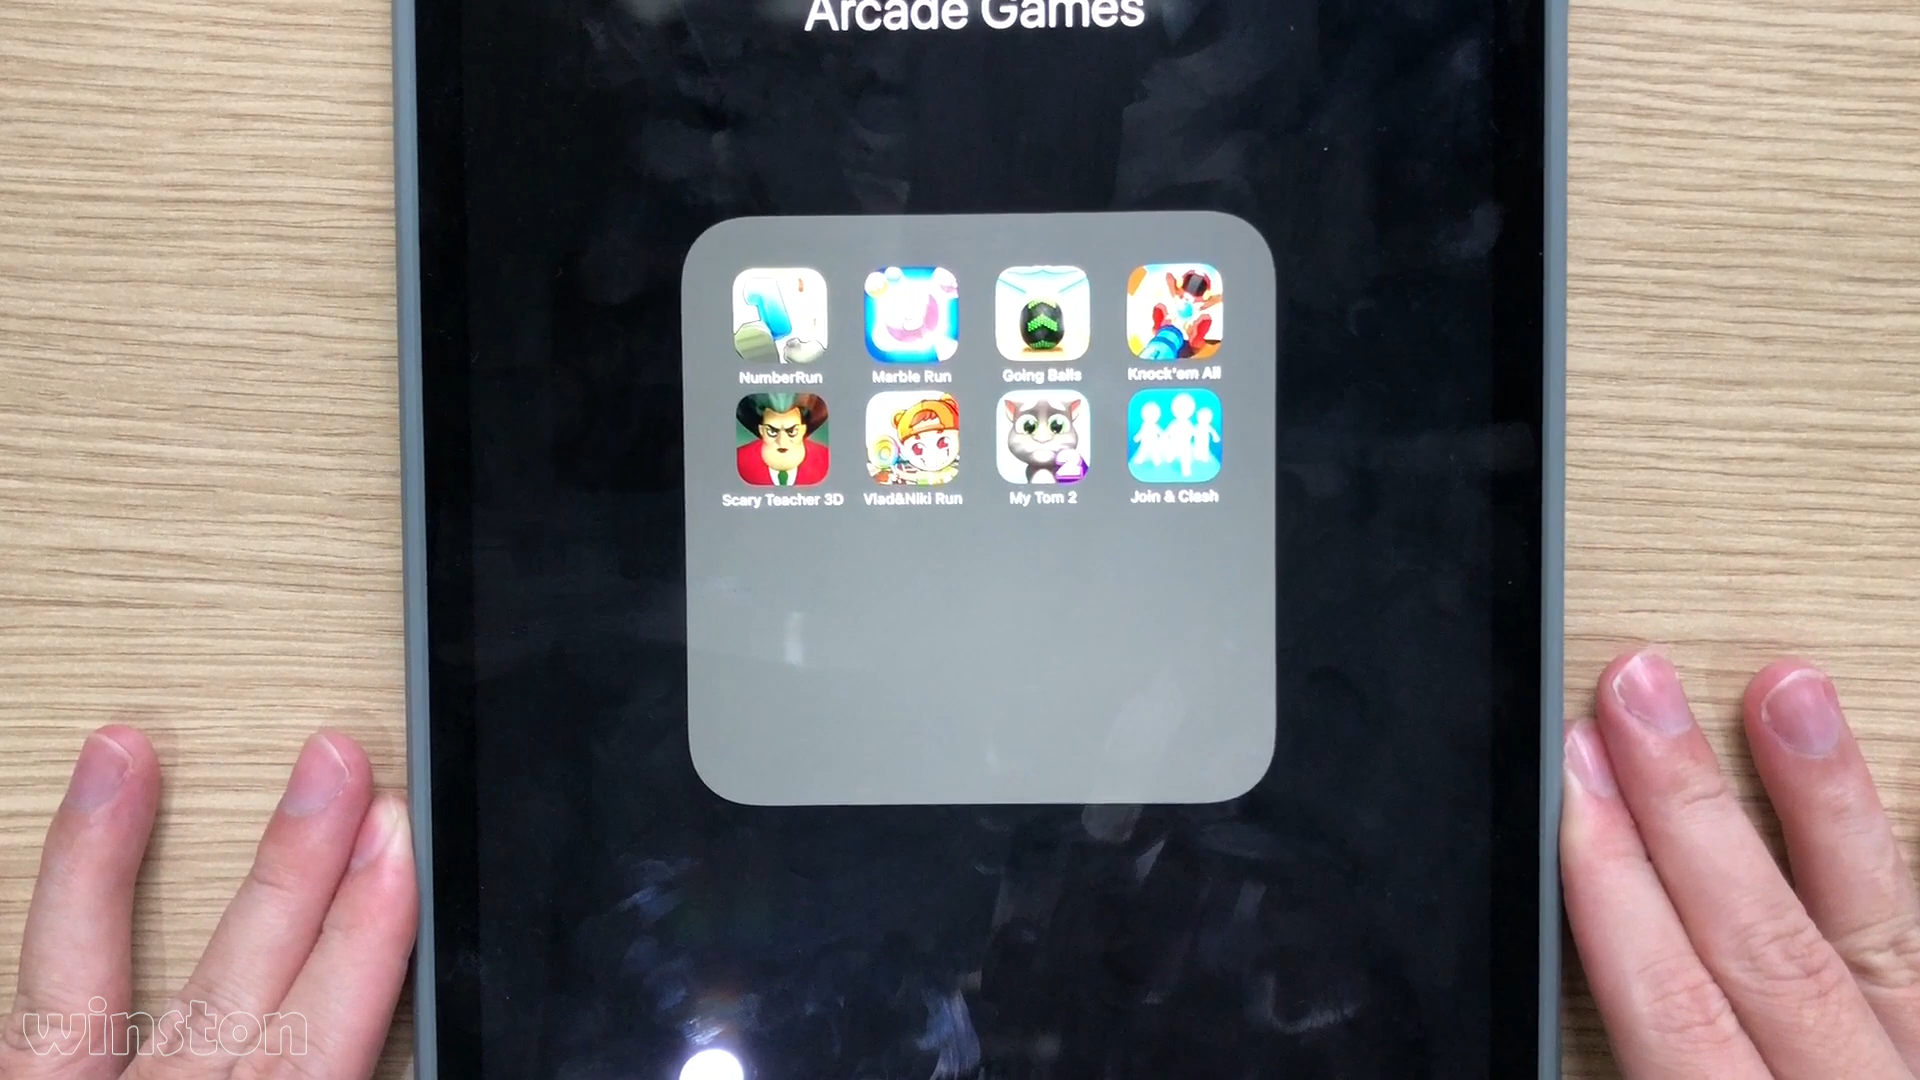 Arcade Games
NumberRun Marble Run Going Balls Knock'em All
Scary Teacher 3D Vlad&Niki Run My Tom 2 Join & Clash
2
winston